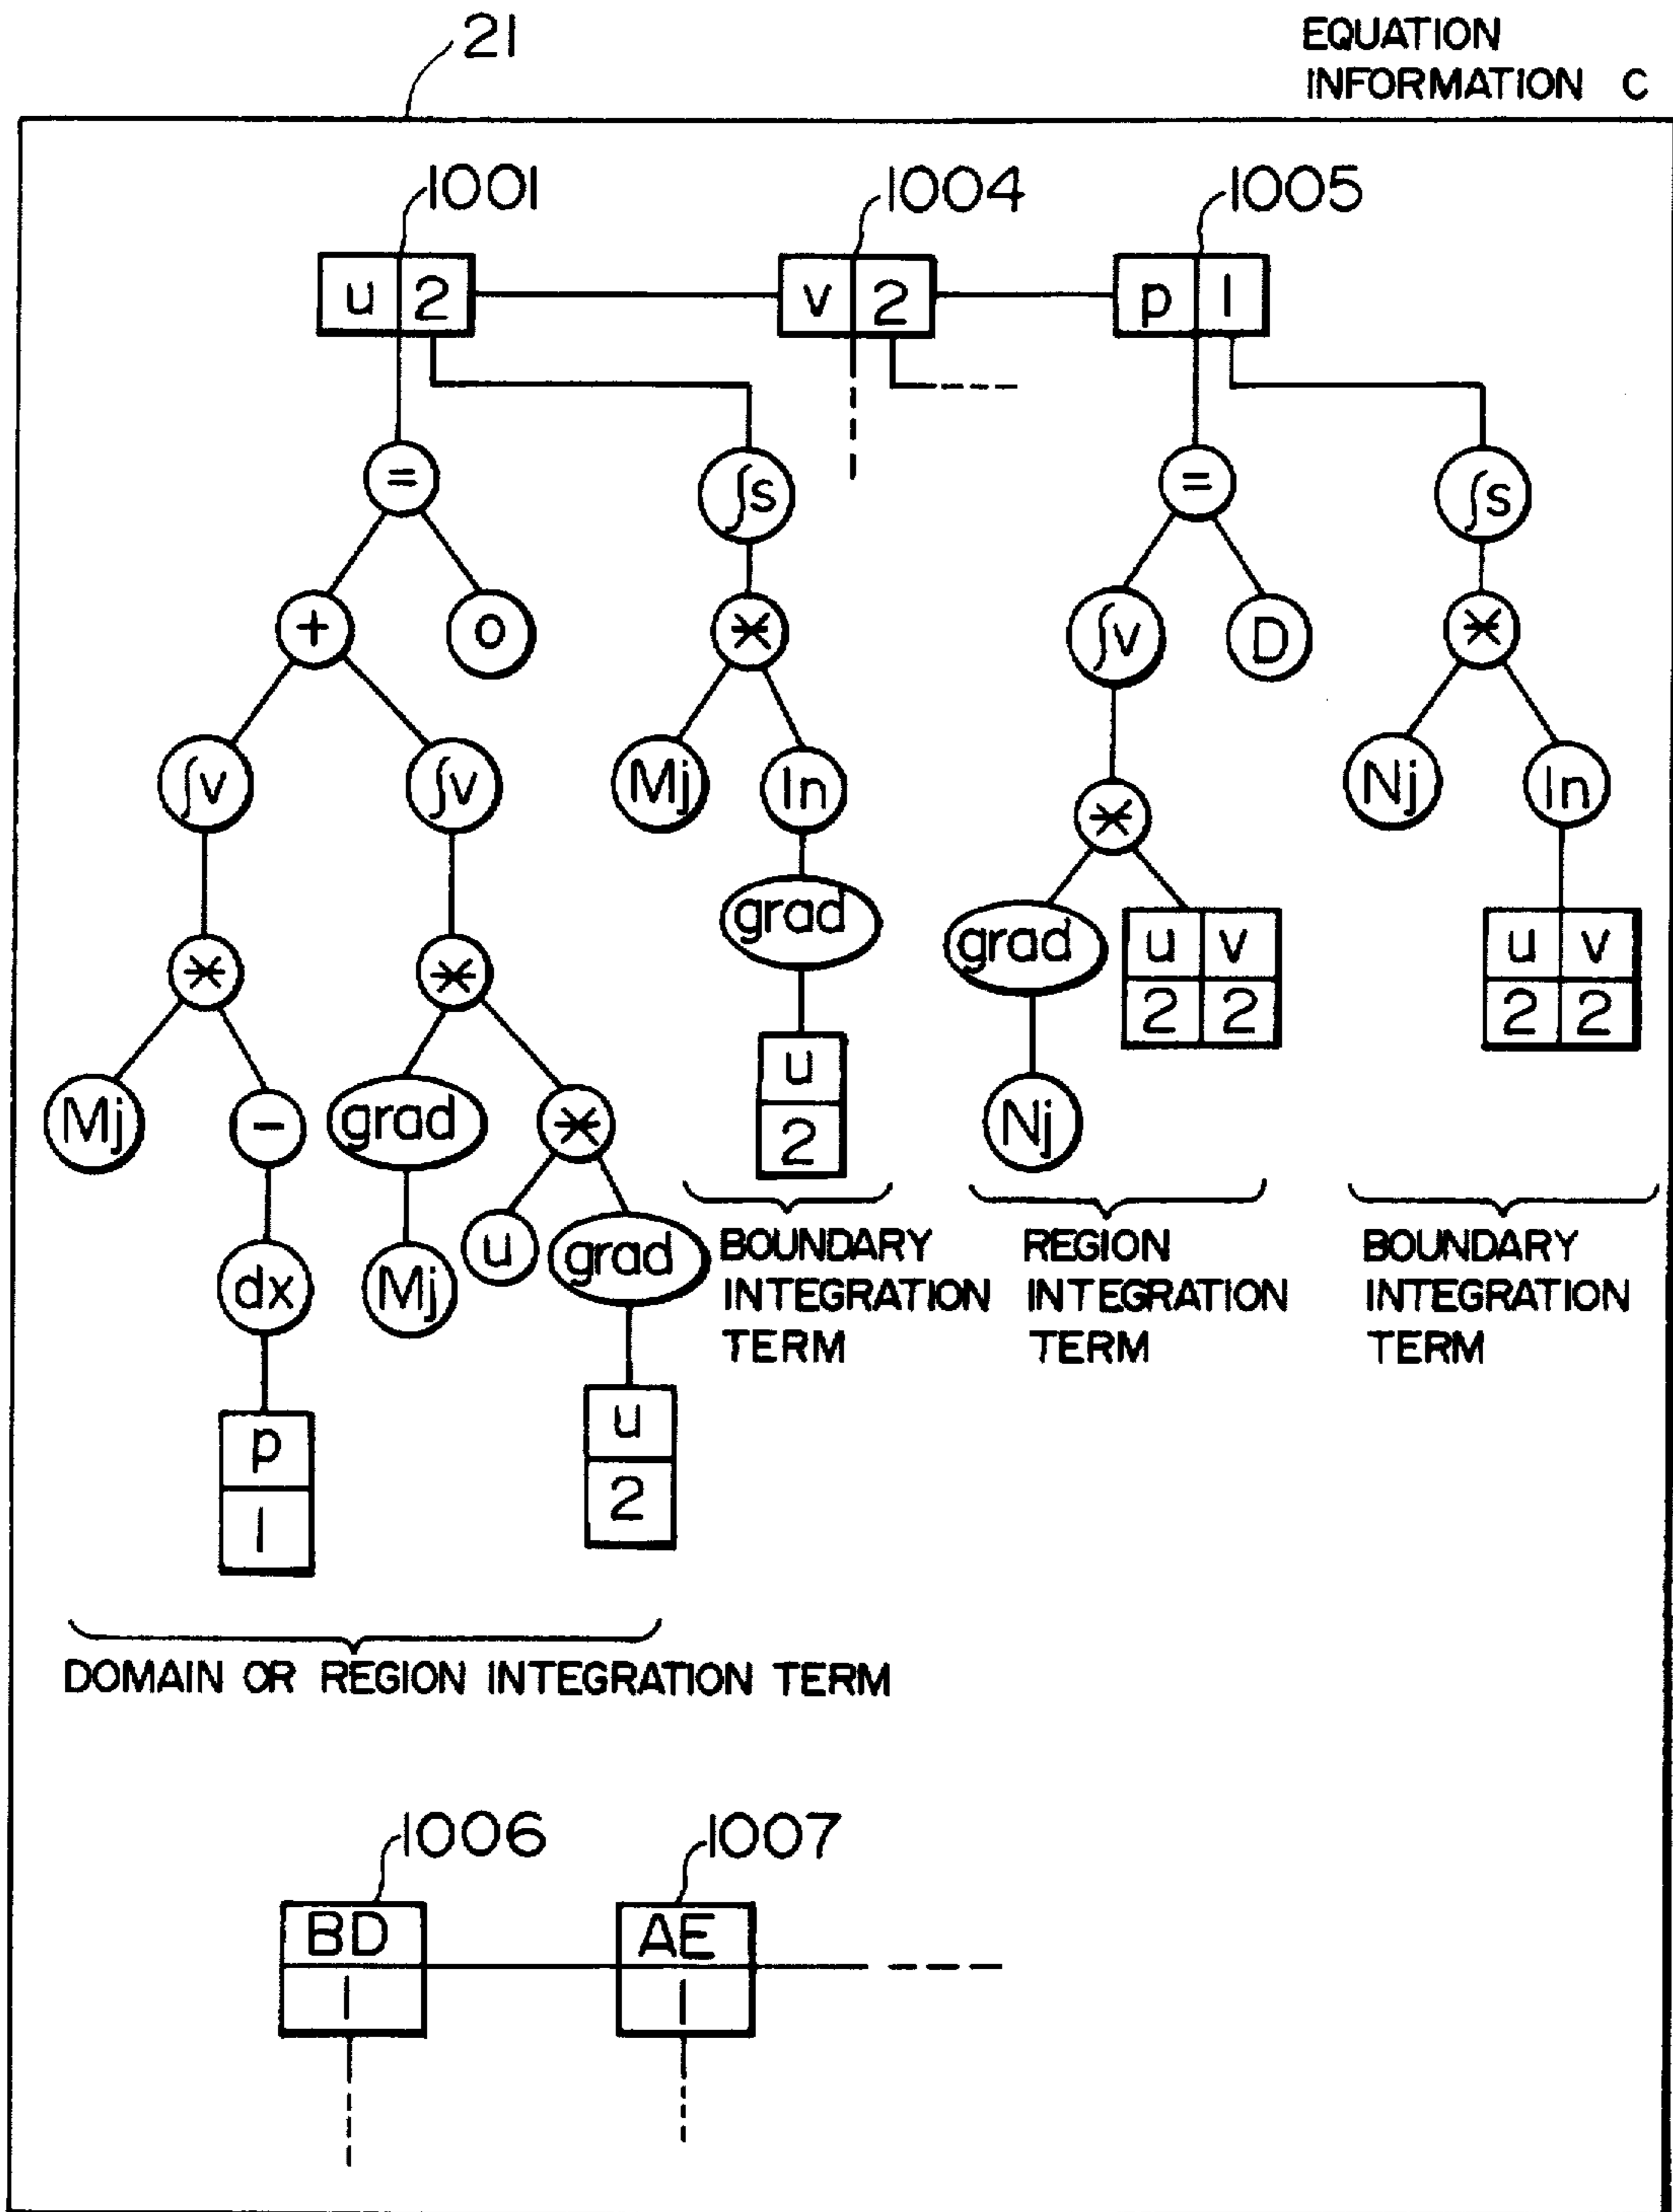 21
EQUATION
INFORMATION C
1001
1004
1005
u 2
v 2
p 1
=
∫s
=
∫s
+
o
*
∫v
D
*
∫v
∫v
Mj
ln
*
Nj
ln
*
*
grad
grad
u v
2 2
u v
2 2
Mj
-
grad
*
u
2
Nj
dx
Mj
u
grad
BOUNDARY
INTEGRATION
TERM
REGION
INTEGRATION
TERM
BOUNDARY
INTEGRATION
TERM
p
1
u
2
DOMAIN OR REGION INTEGRATION TERM
1006
1007
BD
1
AE
1